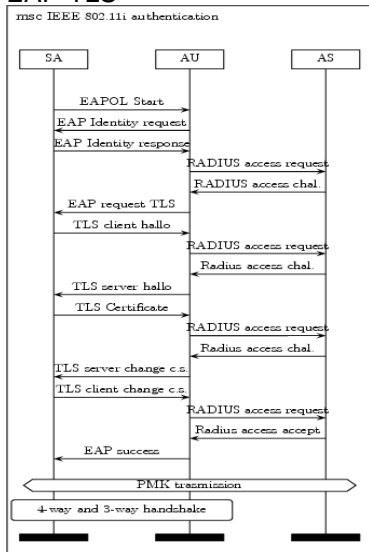 EAP-TLS
msc IEEE 802.11i authentication
SA AU AS
EAPOL Start
EAP Identity request
EAP Identity response
RADIUS access request
RADIUS access chal.
EAP request TLS
TLS client hallo
RADIUS access request
Radius access chal.
TLS server hallo
TLS Certificate
RADIUS access request
Radius access chal.
TLS server change c.s.
TLS client change c.s.
RADIUS access request
Radius access accept
EAP success
PMK trasmission
4-way and 3-way handshake